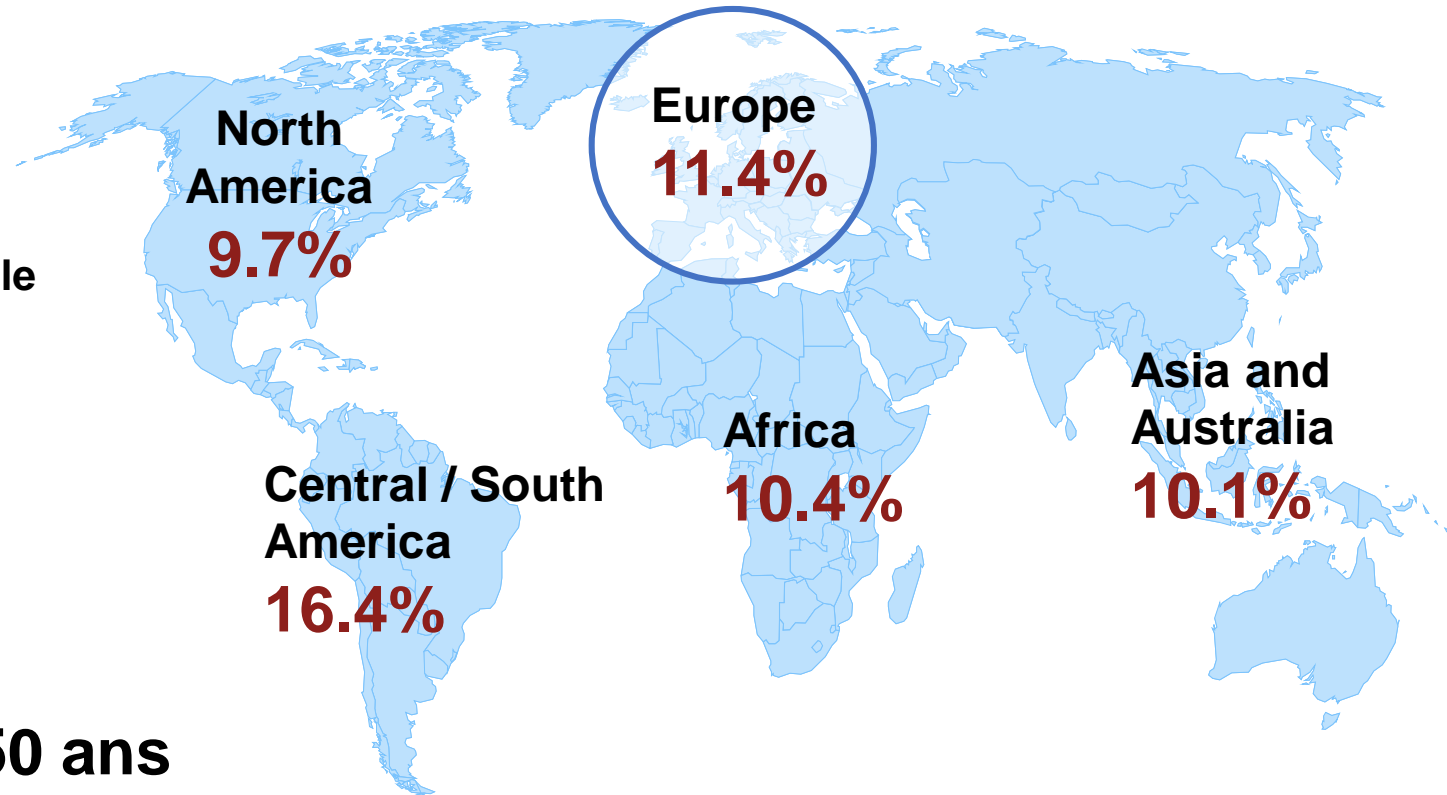 North
America
9.7%
Europe
11.4%
le
Central / South
America
16.4%
Africa
10.4%
Asia and
Australia
10.1%
50 ans